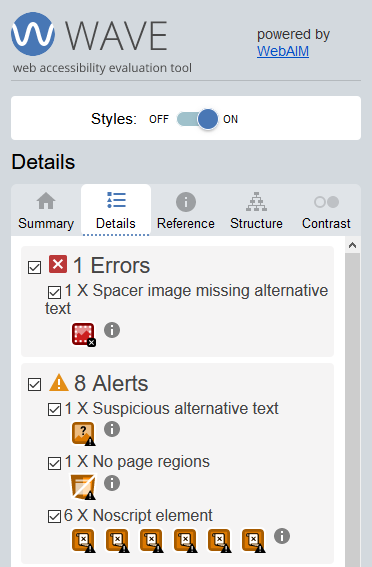 WAVE
powered by
WebAIM
web accessibility evaluation tool
Styles: OFF ON
Details
Summary Details Reference Structure Contrast
1 Errors
1 X Spacer image missing alternative
text
8 Alerts
1 X Suspicious alternative text
1 X No page regions
6 X Noscript element